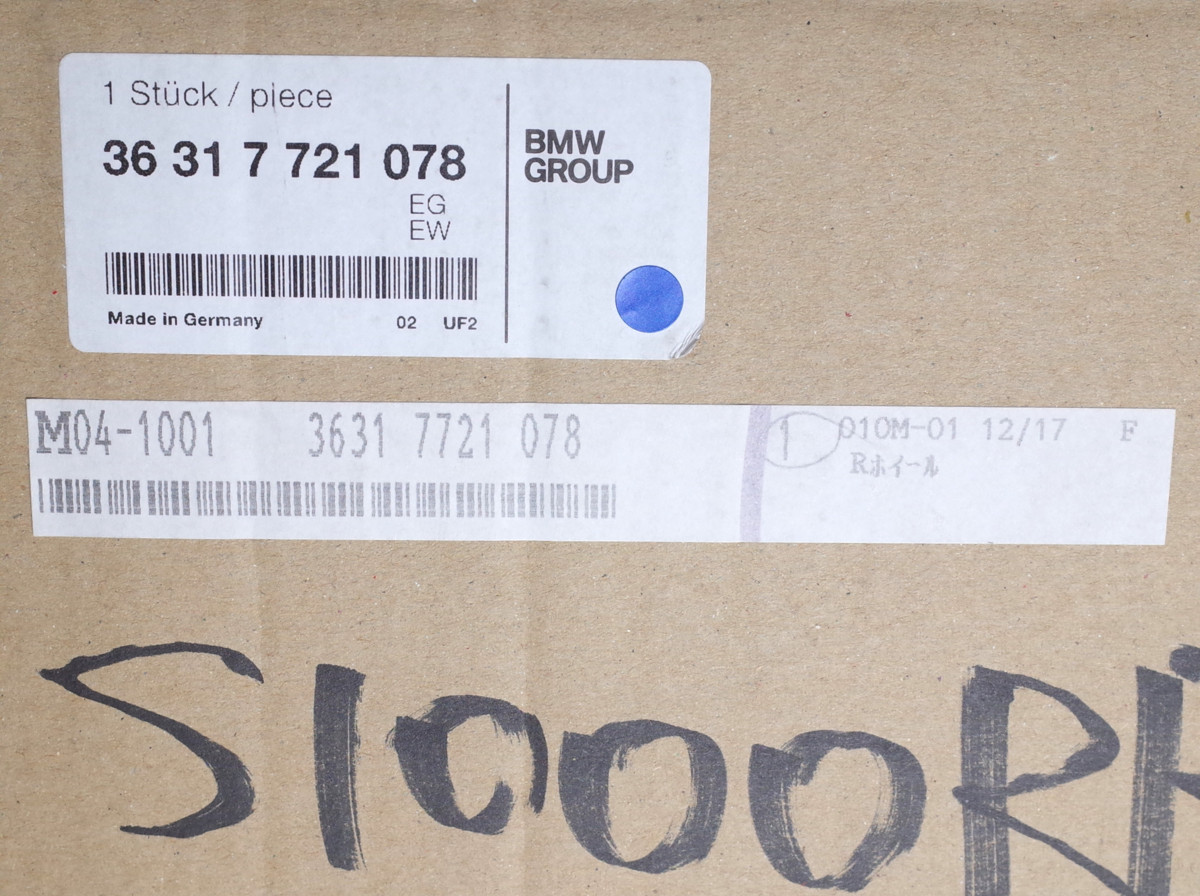 1 Stück / piece
36 31 7 721 078
EG
EW
Made in Germany 02 UF2
BMW
GROUP
M04-1001 3631 7721 078
1 010M-01 12/17 F
Rホイール
S1000R